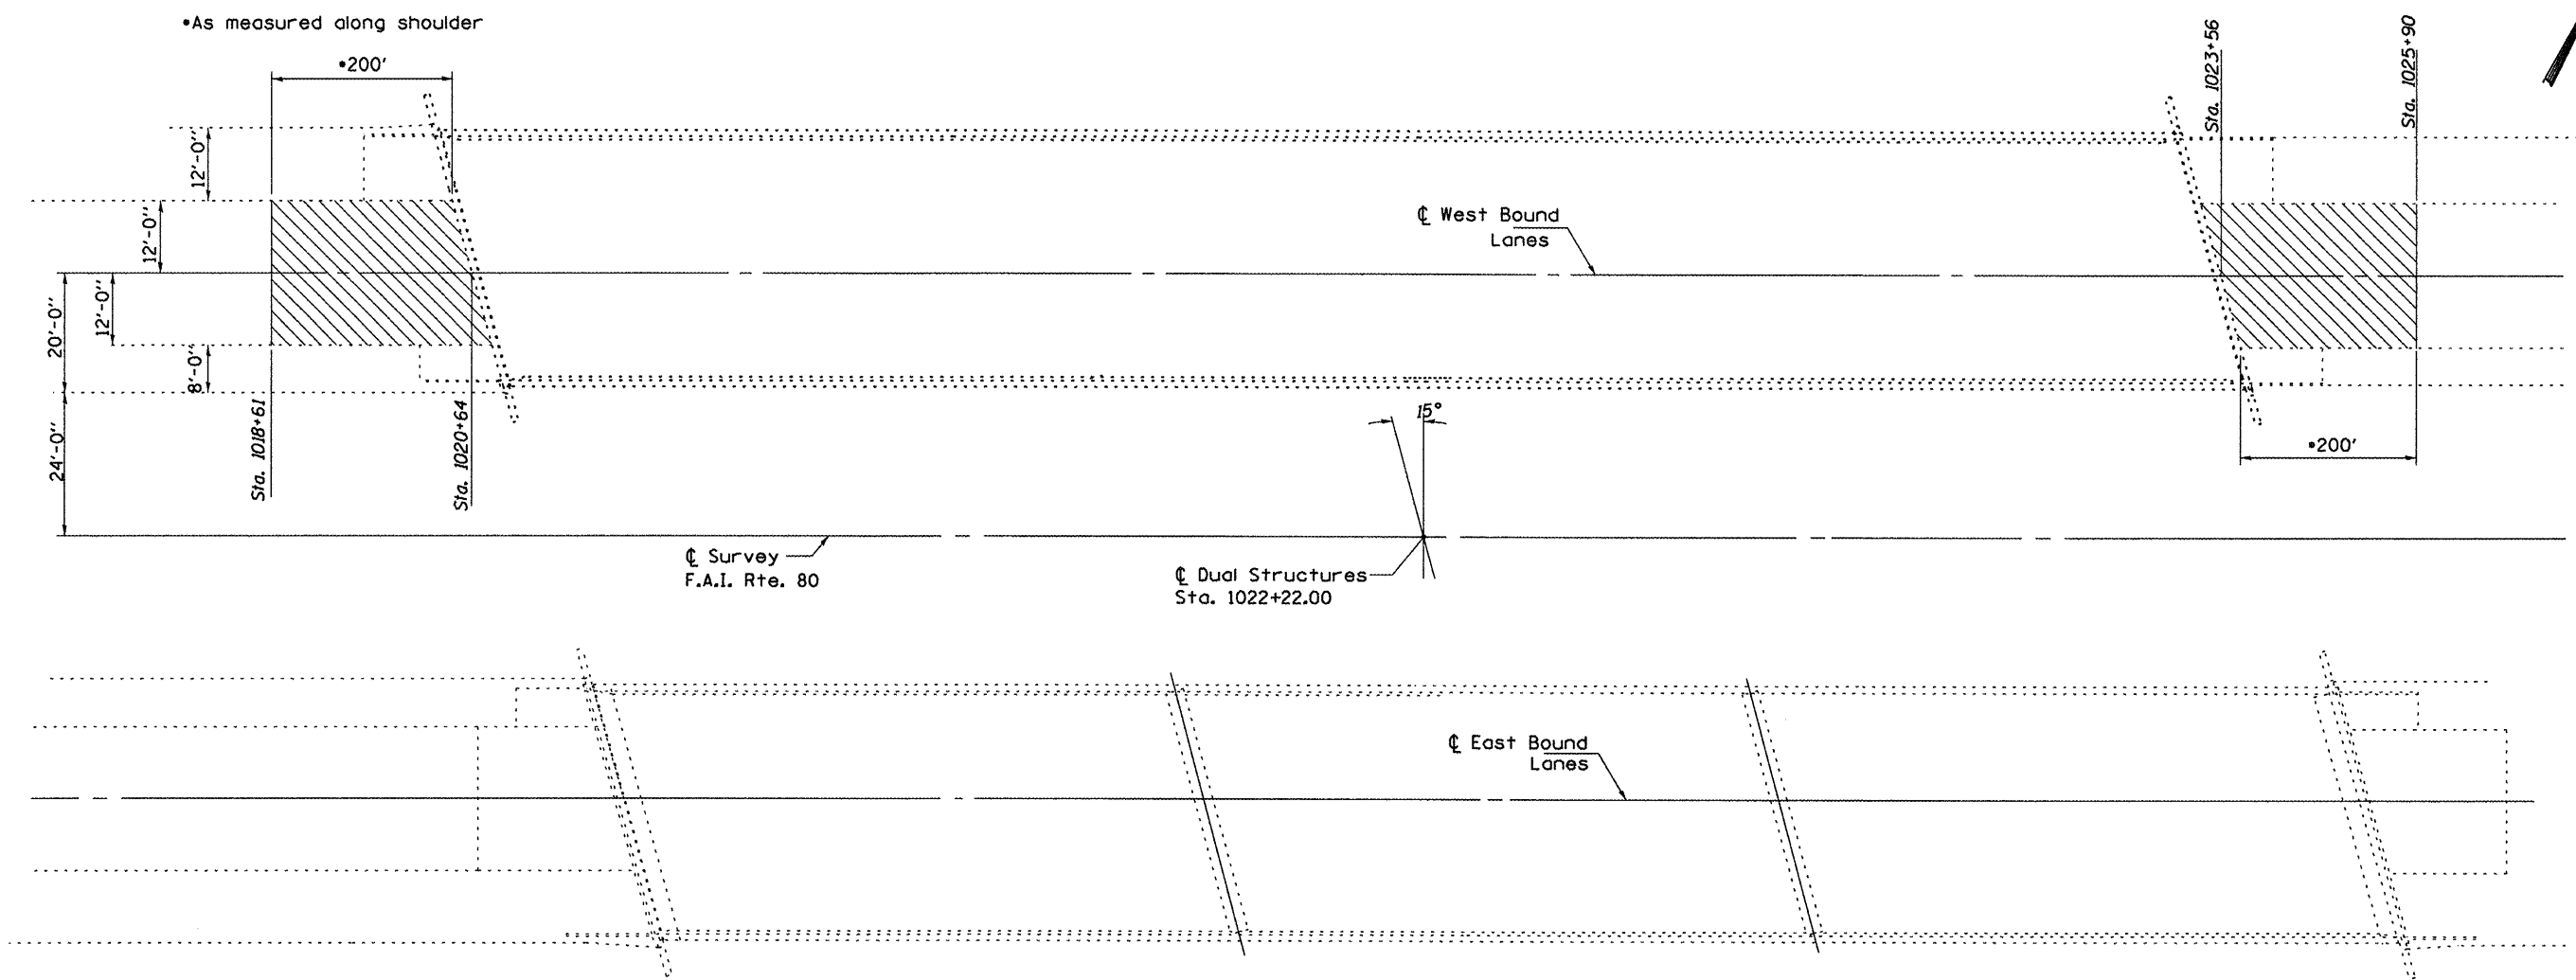 •As measured along shoulder
•200'
Sta. 1023+56
Sta. 1025+90
12'-0"
12'-0"
℄ West Bound
Lanes
20'-0"
12'-0"
8'-0"
24'-0"
Sta. 1018+61
Sta. 1020+64
15°
•200'
℄ Survey
F.A.I. Rte. 80
℄ Dual Structures
Sta. 1022+22.00
℄ East Bound
Lanes